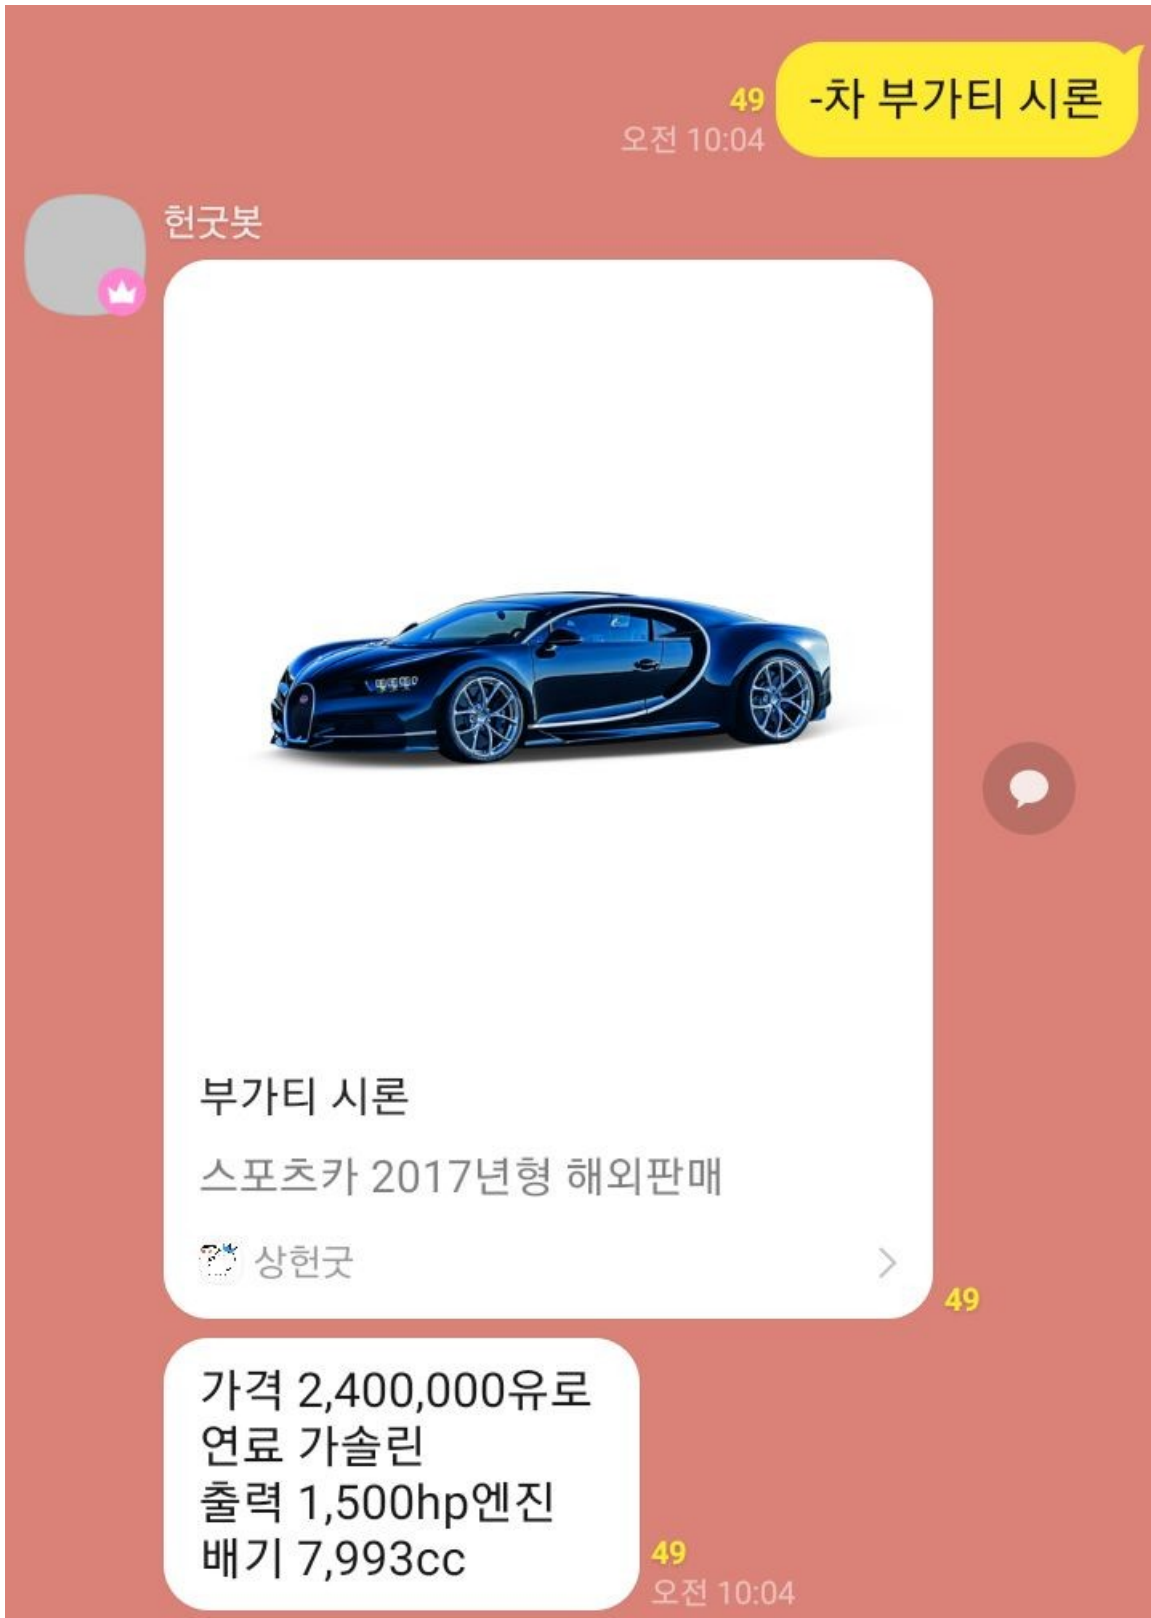 49
-차 부가티 시론
오전 10:04
헌굿봇
부가티 시론
스포츠카 2017년형 해외판매
상헌굿
49
가격 2,400,000유로
연료 가솔린
출력 1,500hp엔진
배기 7,993cc
49
오전 10:04